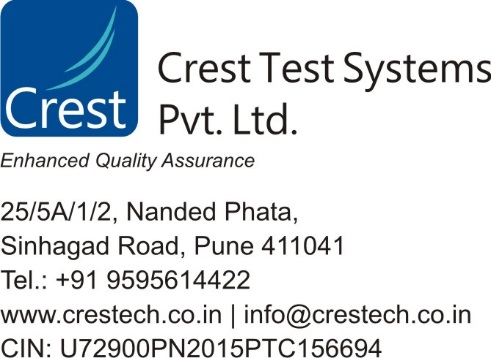 Crest
Crest Test Systems
Pvt. Ltd.
Enhanced Quality Assurance
25/5A/1/2, Nanded Phata,
Sinhagad Road, Pune 411041
Tel.: +91 9595614422
www.crestech.co.in | info@crestech.co.in
CIN: U72900PN2015PTC156694